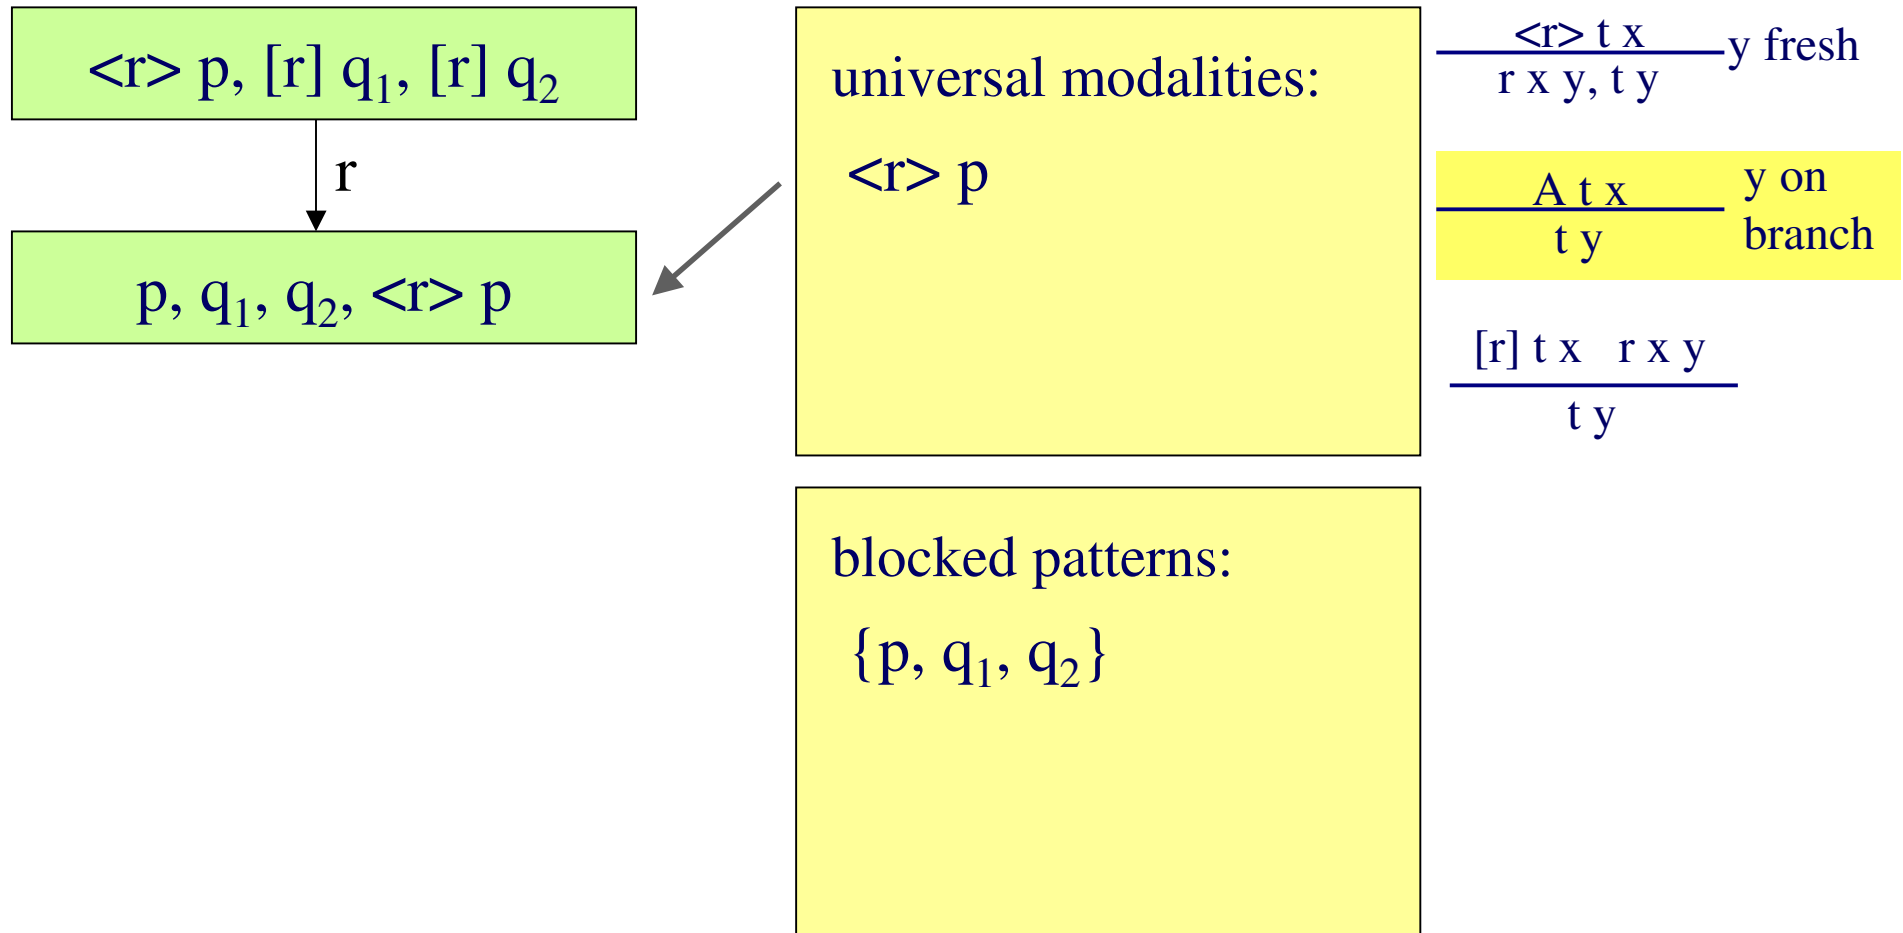 <r> p, [r] q₁, [r] q₂
r
p, q₁, q₂, <r> p
universal modalities:
<r> p
blocked patterns:
{p, q₁, q₂}
<r> t x
y fresh
r x y, t y
A t x
y on
branch
t y
[r] t x r x y
t y